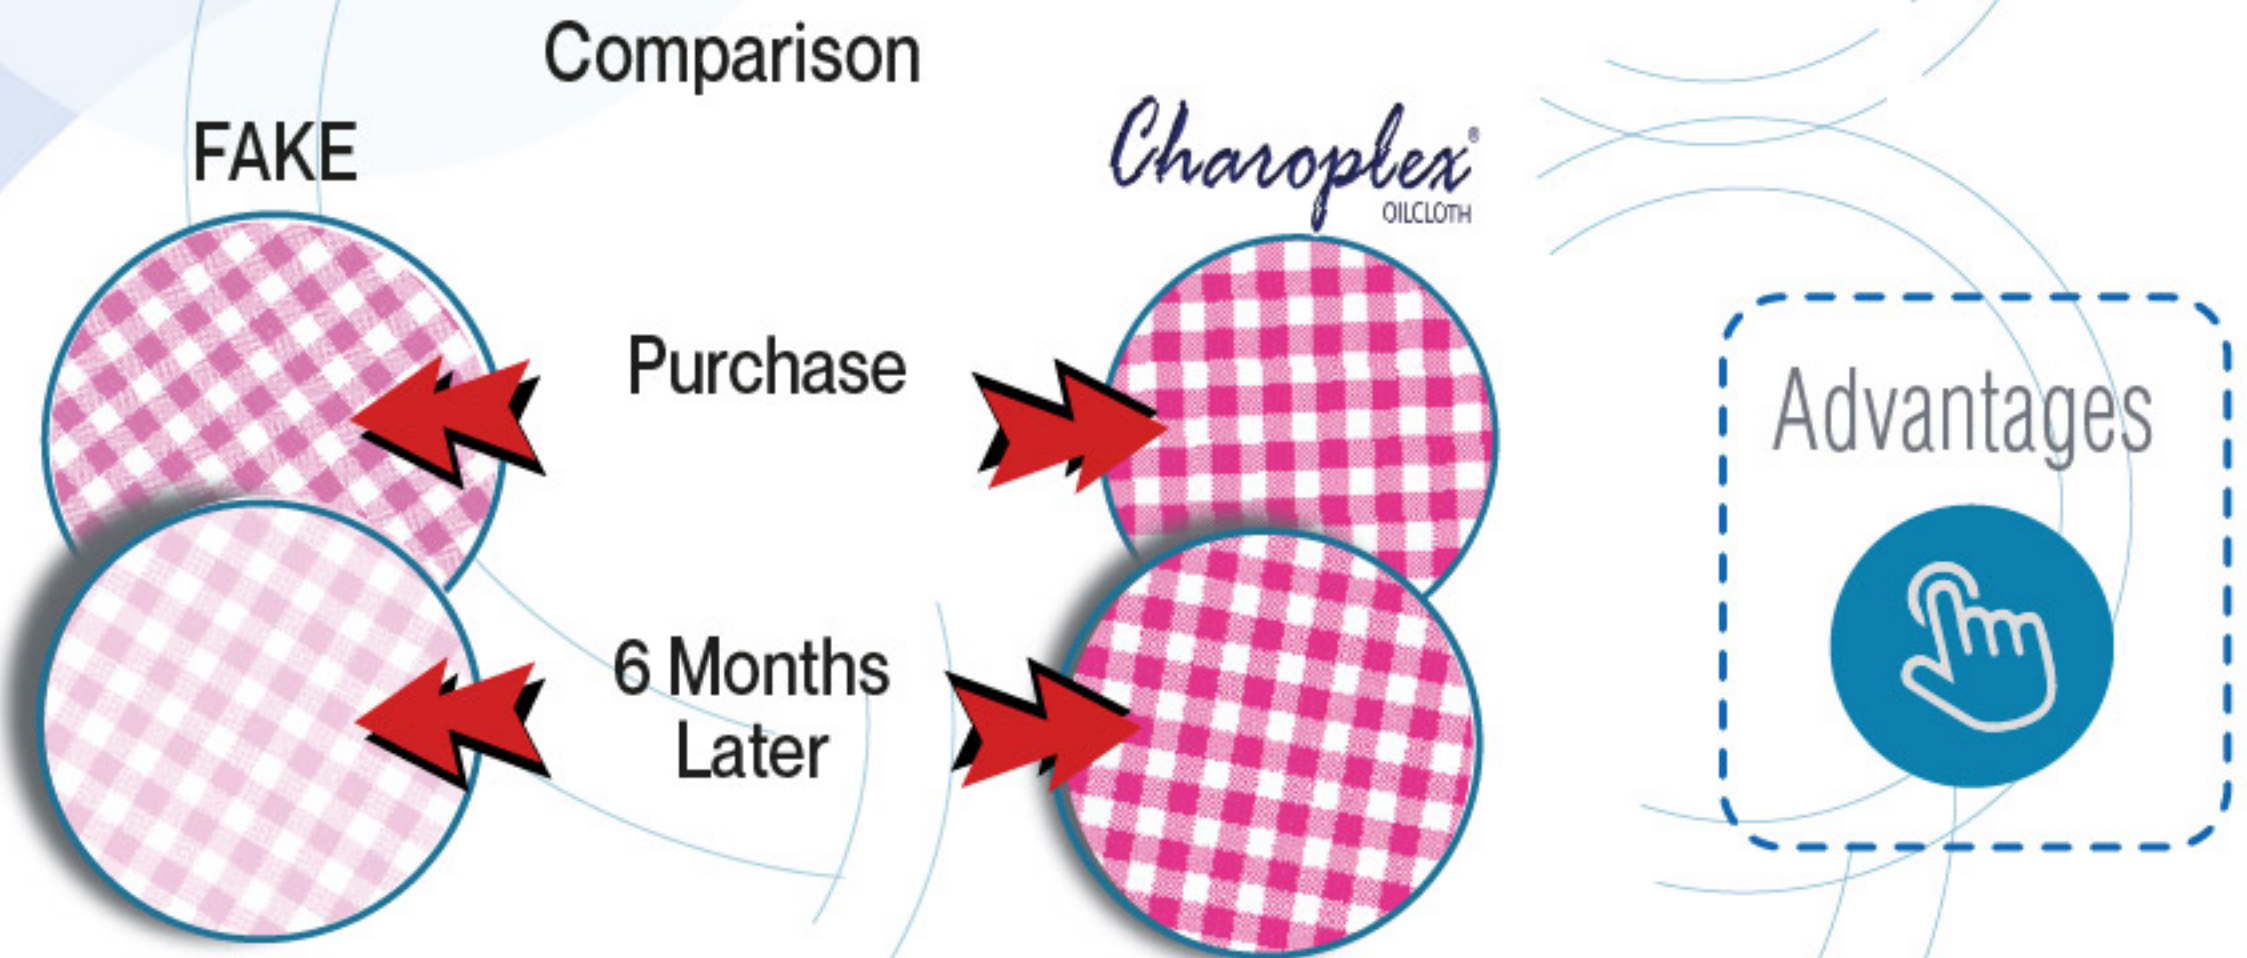 Comparison
FAKE
Charoplex®
OILCLOTH
Purchase
Advantages
6 Months
Later